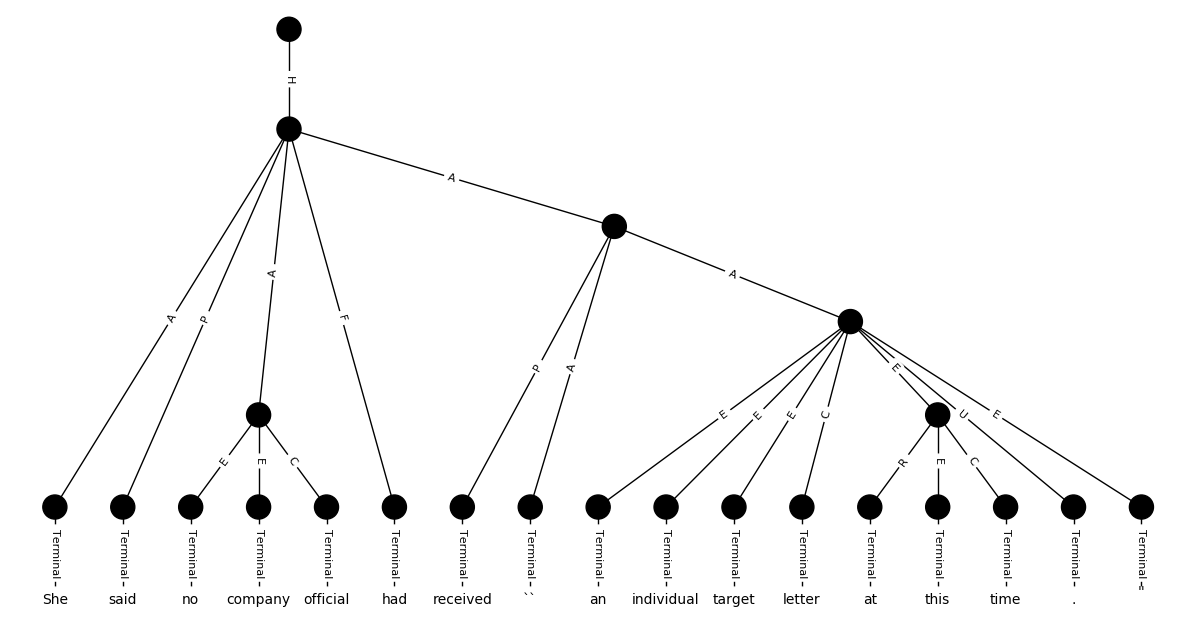 H
A
A
A
A P F
P A
E E E C E U E
E E C R E C
Terminal Terminal Terminal Terminal Terminal Terminal Terminal Terminal Terminal Terminal Terminal Terminal Terminal Terminal Terminal Terminal Terminal
She said no company official had received `` an individual target letter at this time . "